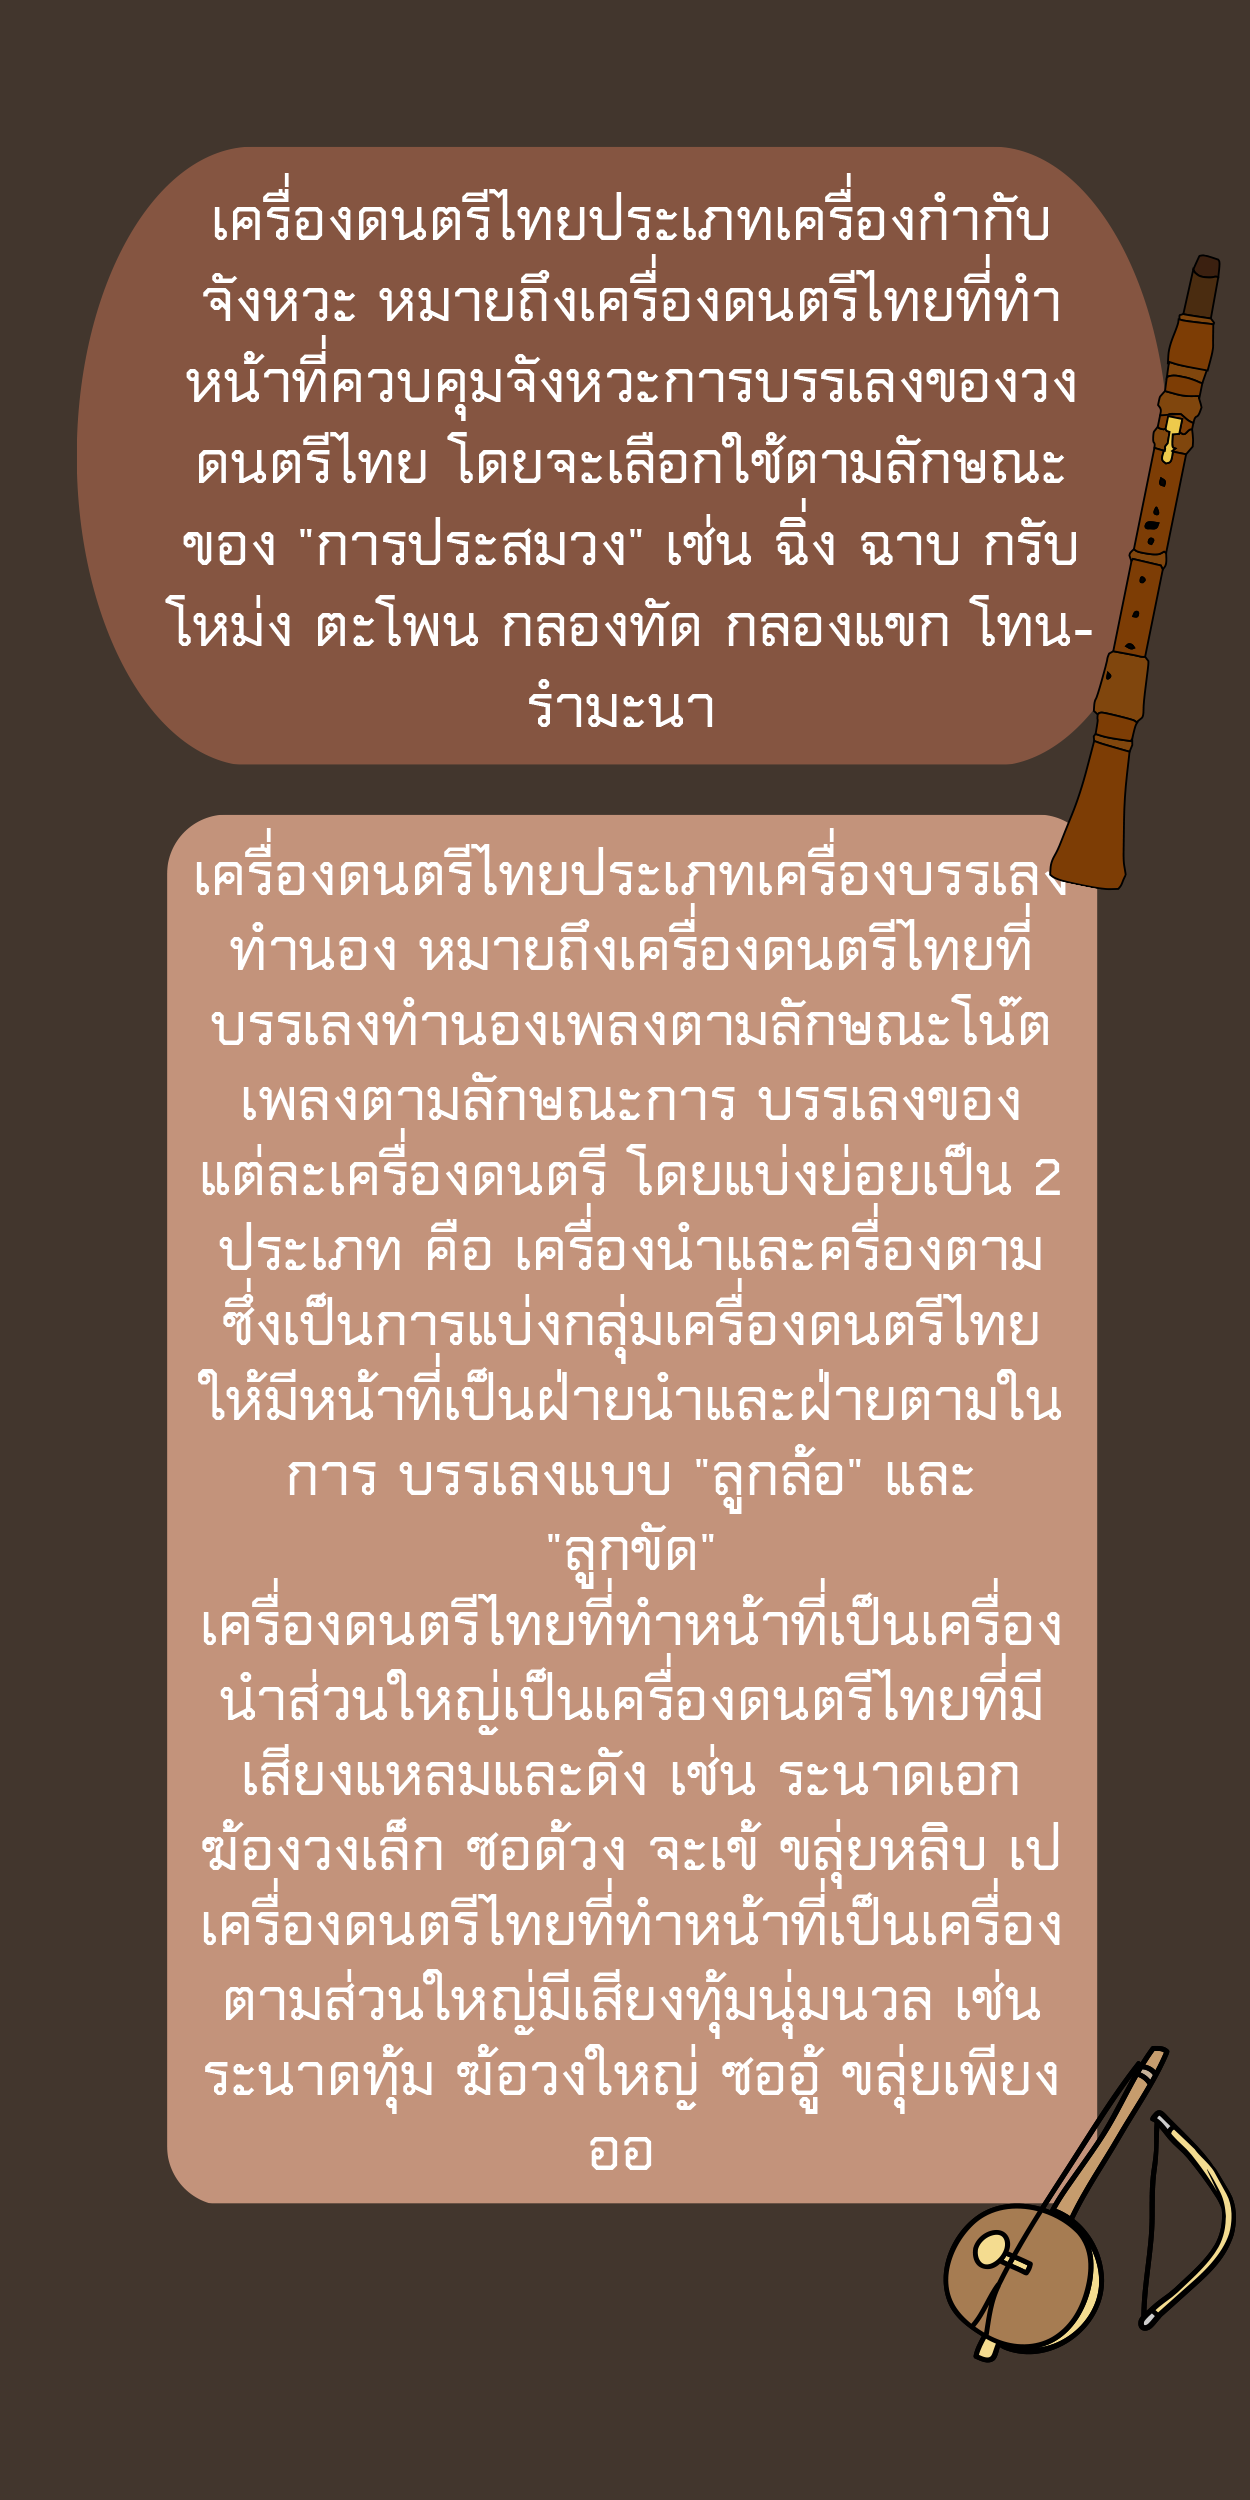 เครื่องดนตรีไทยประเภทเครื่องกำกับ
จังหวะ หมายถึงเครื่องดนตรีไทยที่ทำ
หน้าที่ควบคุมจังหวะการบรรเลงของวง
ดนตรีไทย โดยจะเลือกใช้ตามลักษณะ
ของ "การประสมวง" เช่น ฉิ่ง ฉาบ กรับ
โหม่ง ตะโพน กลองทัด กลองแขก โทน-
รำมะนา
เครื่องดนตรีไทยประเภทเครื่องบรรเลง
ทำนอง หมายถึงเครื่องดนตรีไทยที่
บรรเลงทำนองเพลงตามลักษณะโน๊ต
เพลงตามลักษณะการ บรรเลงของ
แต่ละเครื่องดนตรี โดยแบ่งย่อยเป็น 2
ประเภท คือ เครื่องนำและครื่องตาม
ซึ่งเป็นการแบ่งกลุ่มเครื่องดนตรีไทย
ให้มีหน้าที่เป็นฝ่ายนำและฝ่ายตามใน
การ บรรเลงแบบ "ลูกล้อ" และ
"ลูกขัด"
เครื่องดนตรีไทยที่ทำหน้าที่เป็นเครื่อง
นำส่วนใหญ่เป็นเครื่องดนตรีไทยที่มี
เสียงแหลมและดัง เช่น ระนาดเอก
ฆ้องวงเล็ก ซอด้วง จะเข้ ขลุ่ยหลิบ เป
เครื่องดนตรีไทยที่ทำหน้าที่เป็นเครื่อง
ตามส่วนใหญ่มีเสียงทุ้มนุ่มนวล เช่น
ระนาดทุ้ม ฆ้อวงใหญ่ ซออู้ ขลุ่ยเพียง
ออ